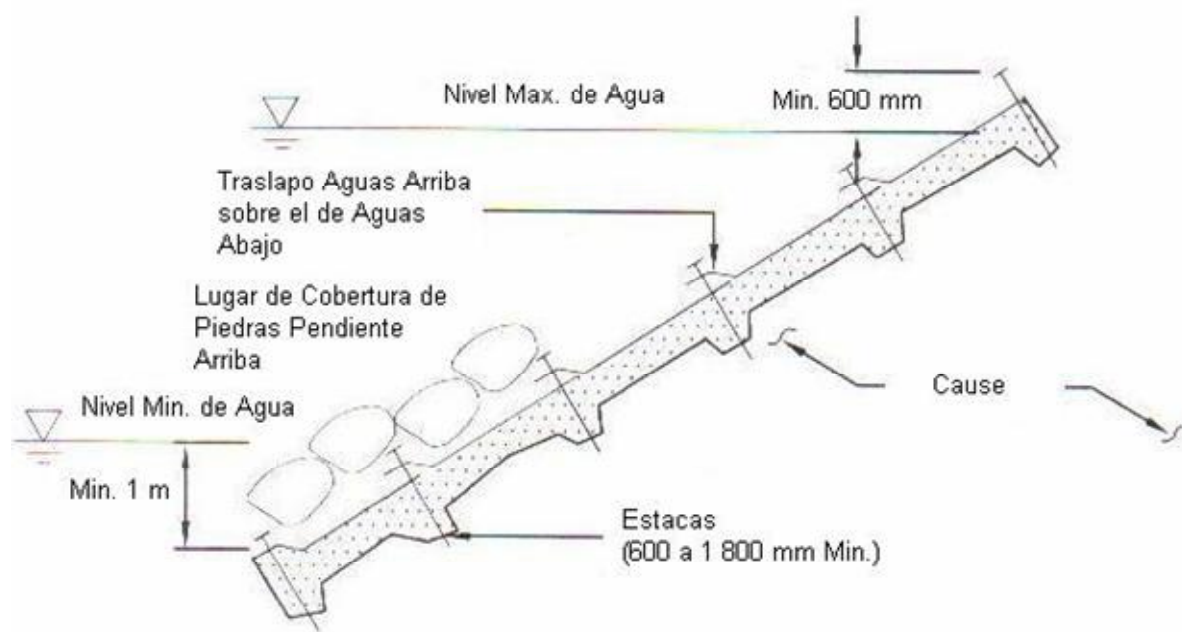 Nivel Max. de Agua
Min. 600 mm
Traslapo Aguas Arriba
sobre el de Aguas
Abajo
Lugar de Cobertura de
Piedras Pendiente
Arriba
Nivel Min. de Agua
Cause
Min. 1 m
Estacas
(600 a 1 800 mm Min.)